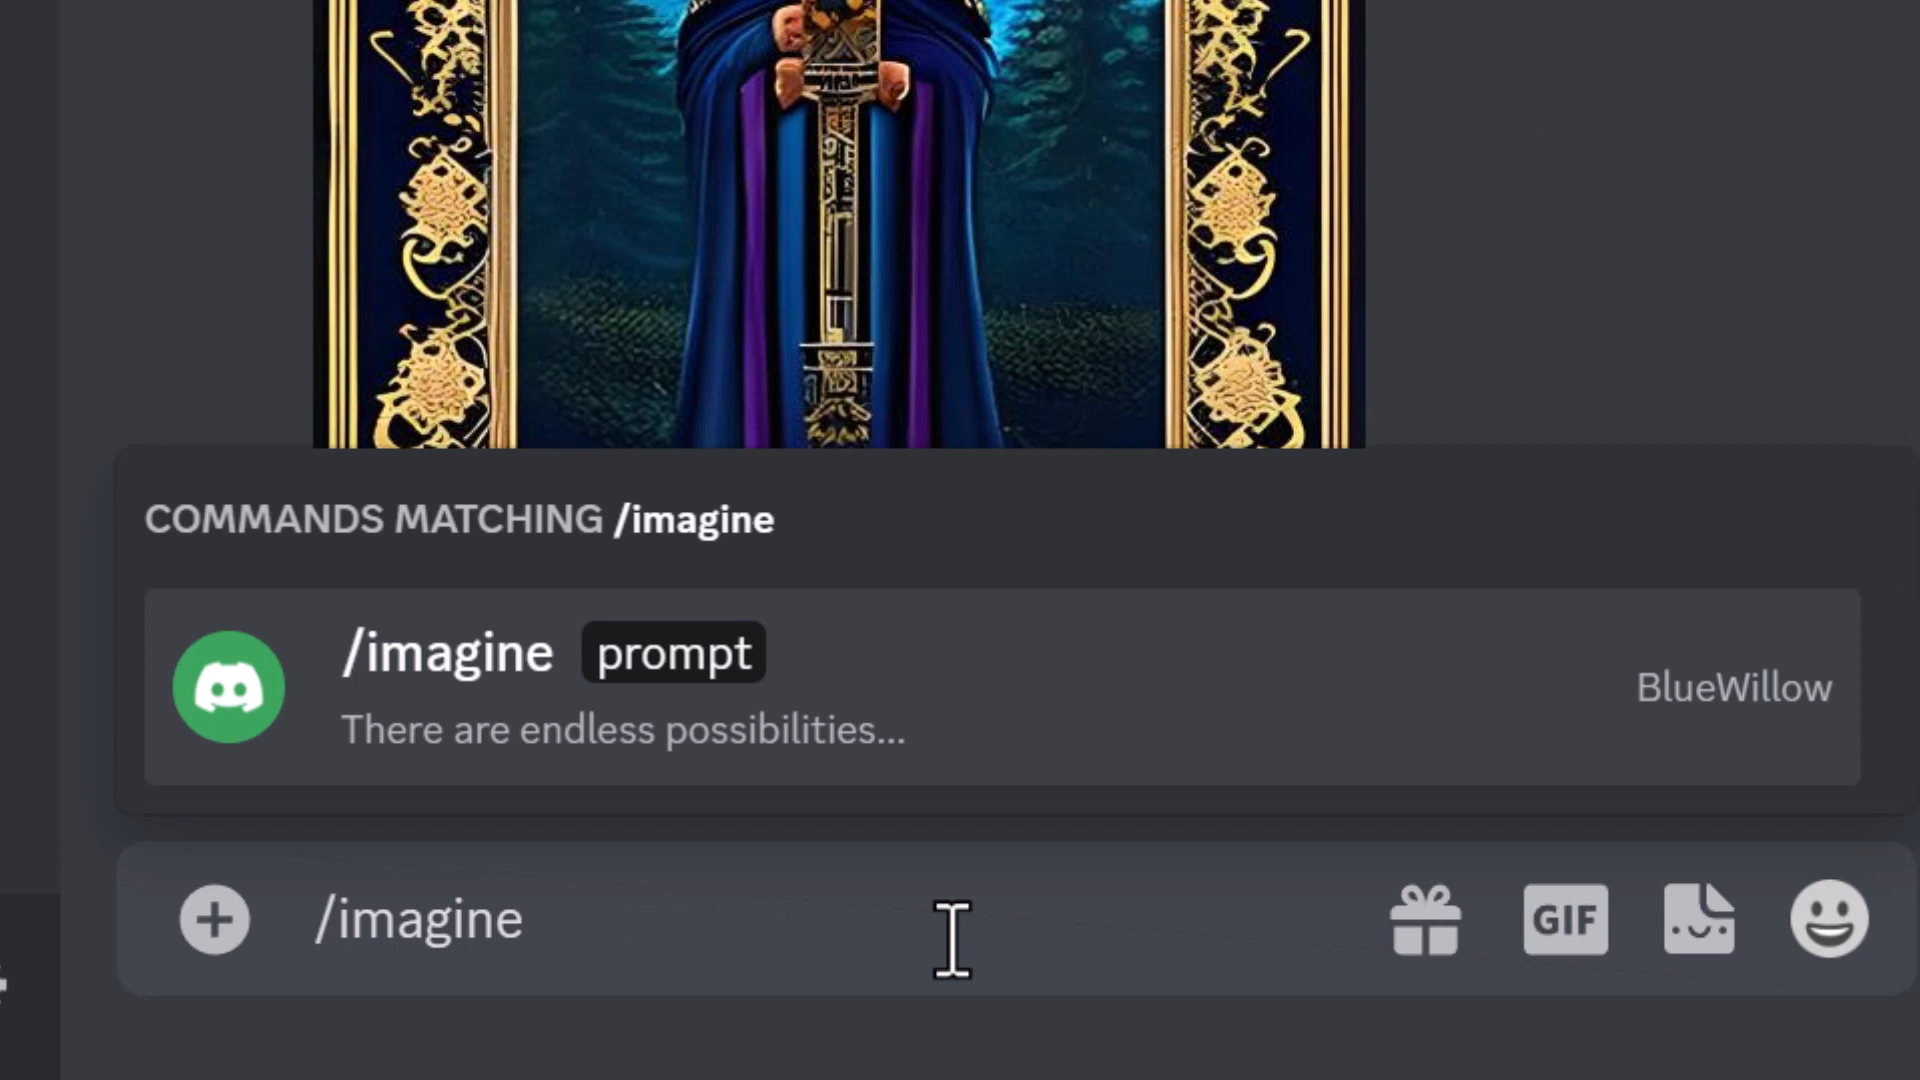 COMMANDS MATCHING /imagine
/imagine prompt
There are endless possibilities...
BlueWillow
/imagine
GIF